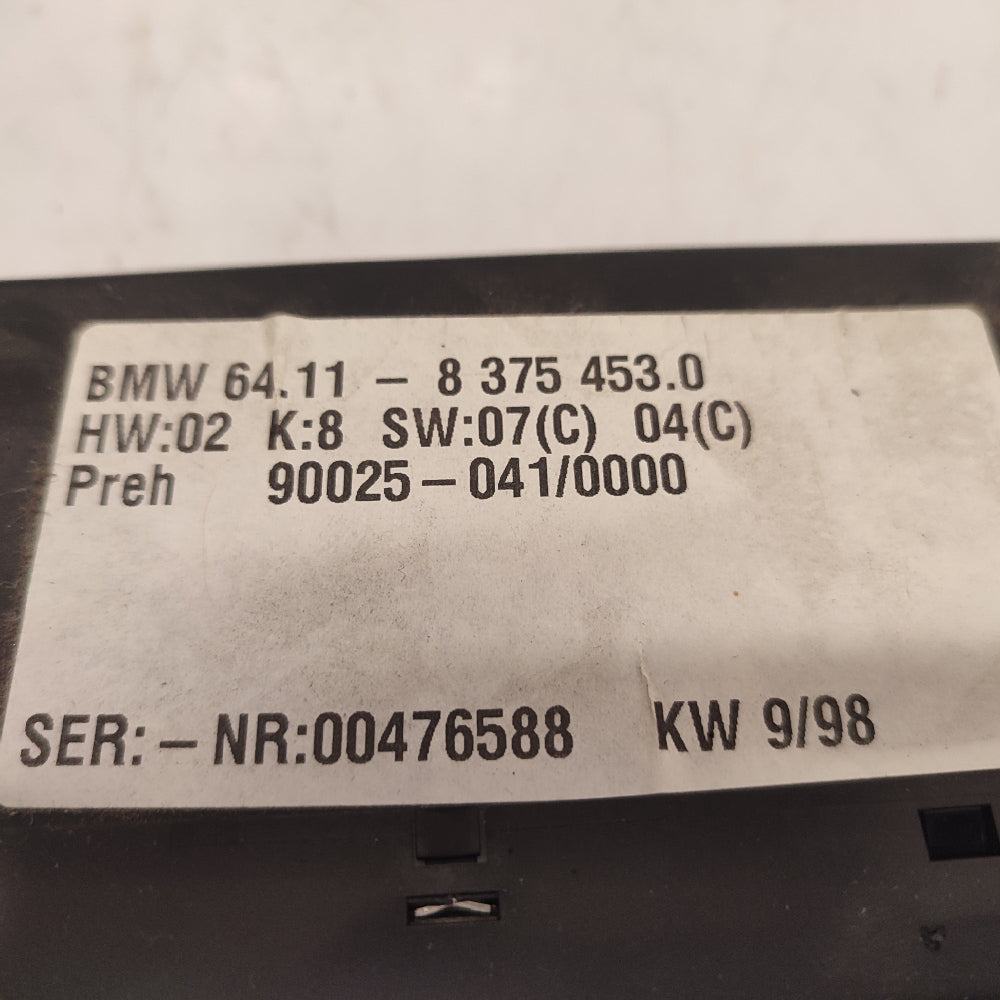 BMW 64.11 – 8 375 453.0
HW:02 K:8 SW:07(C) 04(C)
Preh 90025–041/0000
SER:–NR:00476588 KW 9/98